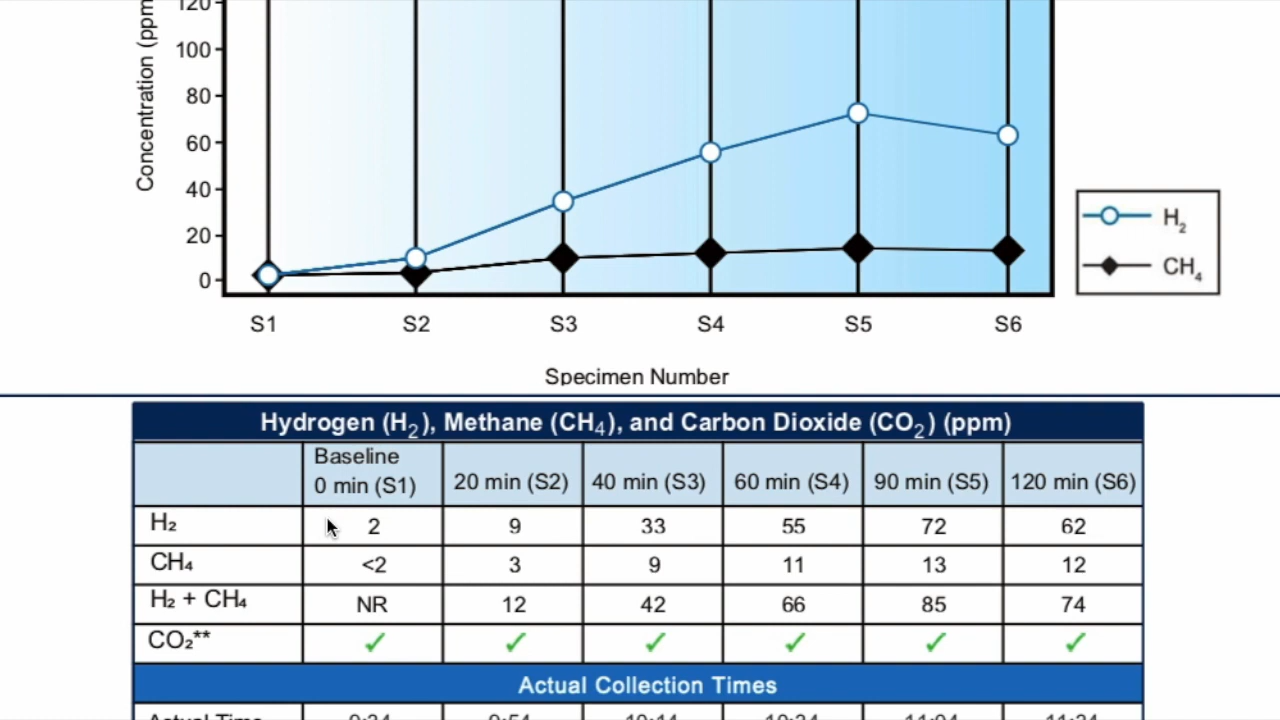 120
Concentration (ppm
100
80
60
40
20
0
S1 S2 S3 S4 S5 S6
Specimen Number
H₂
CH₄
Hydrogen (H₂), Methane (CH₄), and Carbon Dioxide (CO₂) (ppm)
Baseline
0 min (S1) 20 min (S2) 40 min (S3) 60 min (S4) 90 min (S5) 120 min (S6)
H₂ 2 9 33 55 72 62
CH₄ <2 3 9 11 13 12
H₂ + CH₄ NR 12 42 66 85 74
CO₂** ✓ ✓ ✓ ✓ ✓ ✓
Actual Collection Times
Actual Time